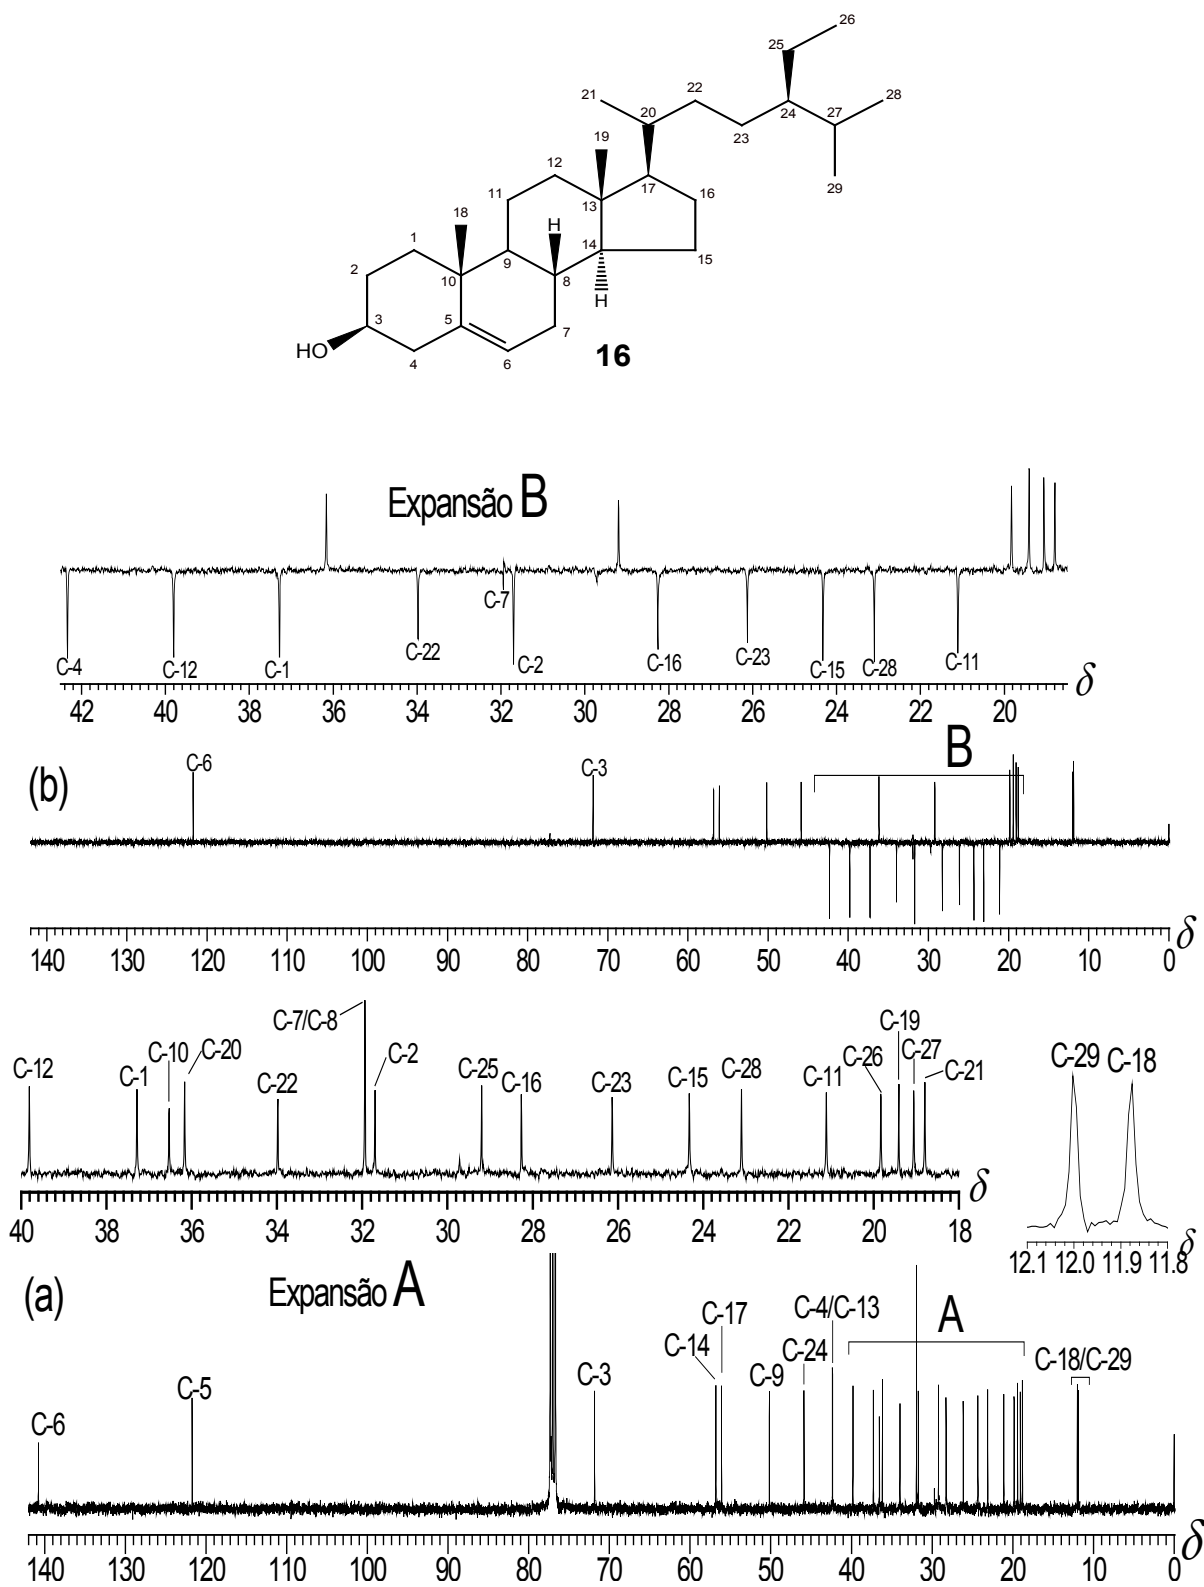 26
25
21
22
28
20
27
24
19
23
12
29
17
16
11
13
18
H
1
14
15
2
9
8
10
H
3
5
7
HO
4
6
16
Expansão B
C-7
C-4
C-12
C-1
C-22
C-2
C-16
C-23
C-15
C-28
C-11
δ
42 40 38 36 34 32 30 28 26 24 22 20
(b)
C-6
C-3
B
δ
140 130 120 110 100 90 80 70 60 50 40 30 20 10 0
C-12
C-1
C-10
C-20
C-22
C-7/C-8
C-2
C-25
C-16
C-23
C-15
C-28
C-11
C-26
C-19
C-27
C-21
δ
40 38 36 34 32 30 28 26 24 22 20 18
C-29
C-18
δ
12.1 12.0 11.9 11.8
(a)
Expansão A
C-6
C-5
C-3
C-14
C-17
C-9
C-24
C-4/C-13
A
C-18/C-29
δ
140 130 120 110 100 90 80 70 60 50 40 30 20 10 0